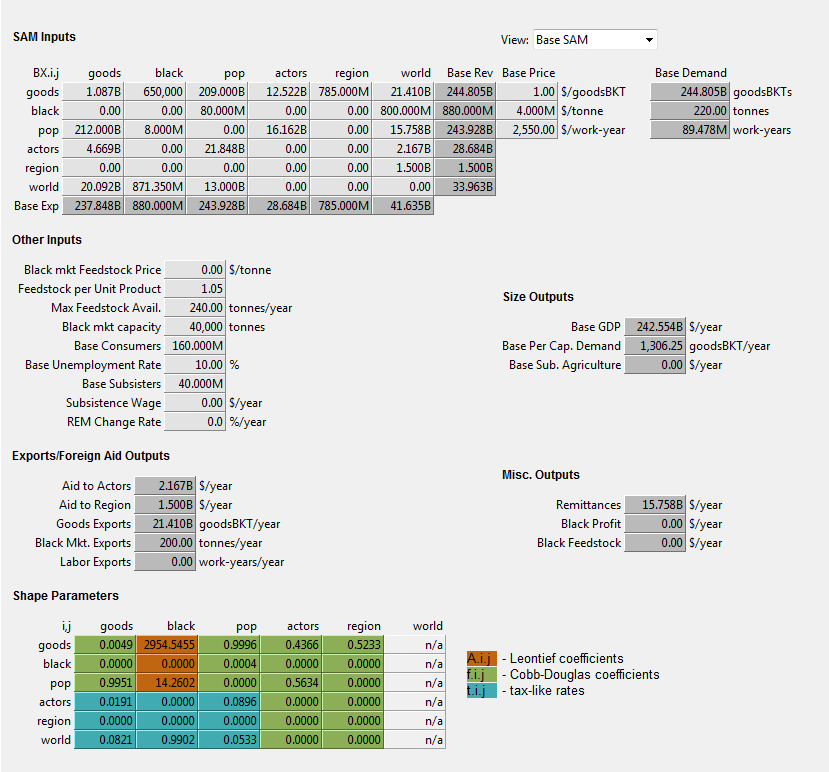 SAM Inputs
View: Base SAM
BX.i.j goods black pop actors region world Base Rev Base Price Base Demand
goods 1.087B 650,000 209.000B 12.522B 785.000M 21.410B 244.805B 1.00 $/goodsBKT 244.805B goodsBKTs
black 0.00 0.00 80.000M 0.00 0.00 800.000M 880.000M 4.000M $/tonne 220.00 tonnes
pop 212.000B 8.000M 0.00 16.162B 0.00 15.758B 243.928B 2,550.00 $/work-year 89.478M work-years
actors 4.669B 0.00 21.848B 0.00 0.00 2.167B 28.684B
region 0.00 0.00 0.00 0.00 0.00 1.500B 1.500B
world 20.092B 871.350M 13.000B 0.00 0.00 0.00 33.963B
Base Exp 237.848B 880.000M 243.928B 28.684B 785.000M 41.635B
Other Inputs
Black mkt Feedstock Price 0.00 $/tonne
Feedstock per Unit Product 1.05
Max Feedstock Avail. 240.00 tonnes/year
Black mkt capacity 40,000 tonnes
Base Consumers 160.000M
Base Unemployment Rate 10.00 %
Base Subsisters 40.000M
Subsistence Wage 0.00 $/year
REM Change Rate 0.0 %/year
Size Outputs
Base GDP 242.554B $/year
Base Per Cap. Demand 1,306.25 goodsBKT/year
Base Sub. Agriculture 0.00 $/year
Exports/Foreign Aid Outputs
Aid to Actors 2.167B $/year
Aid to Region 1.500B $/year
Goods Exports 21.410B goodsBKT/year
Black Mkt. Exports 200.00 tonnes/year
Labor Exports 0.00 work-years/year
Misc. Outputs
Remittances 15.758B $/year
Black Profit 0.00 $/year
Black Feedstock 0.00 $/year
Shape Parameters
i,j goods black pop actors region world
goods 0.0049 2954.5455 0.9996 0.4366 0.5233 n/a
black 0.0000 0.0000 0.0004 0.0000 0.0000 n/a
pop 0.9951 14.2602 0.0000 0.5634 0.0000 n/a
actors 0.0191 0.0000 0.0896 0.0000 0.0000 n/a
region 0.0000 0.0000 0.0000 0.0000 0.0000 n/a
world 0.0821 0.9902 0.0533 0.0000 0.0000 n/a
A.i.j - Leontief coefficients
f.i.j - Cobb-Douglas coefficients
t.i.j - tax-like rates